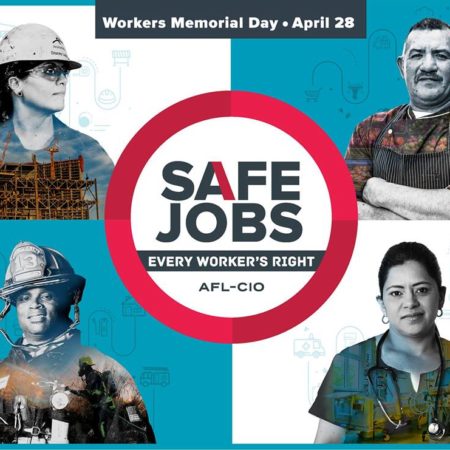 Workers Memorial Day • April 28
SAFE
JOBS
EVERY WORKER'S RIGHT
AFL-CIO